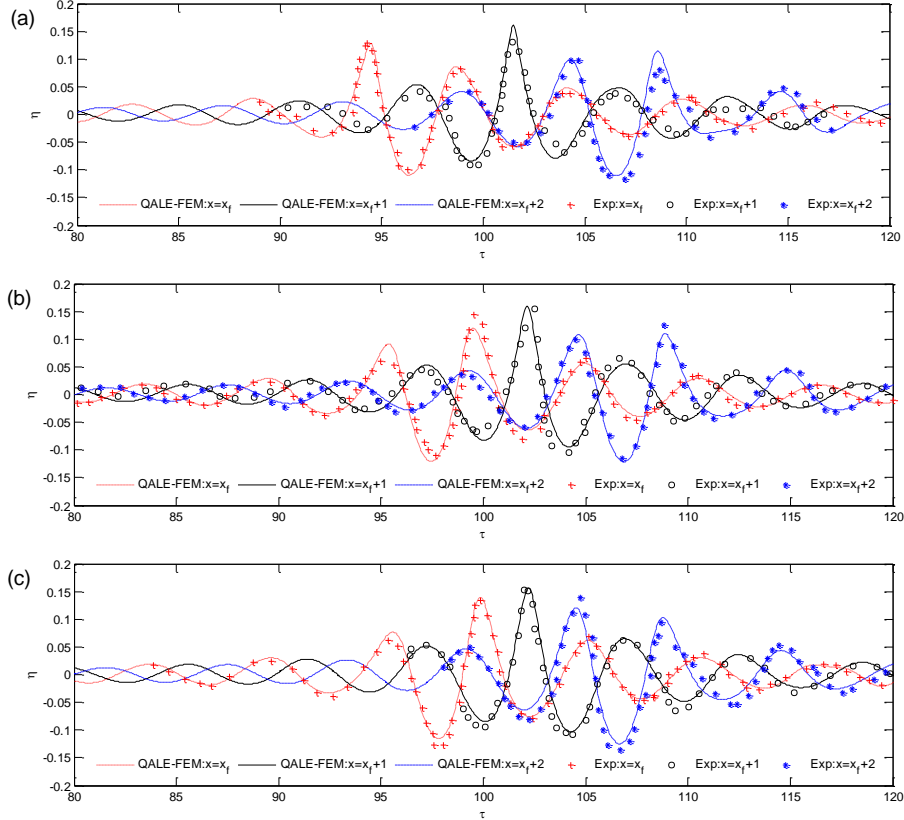 (a)
0.2
0.15
0.1
0.05
0
-0.05
-0.1
-0.15
-0.2
η
QALE-FEM:x=x_f QALE-FEM:x=x_f+1 QALE-FEM:x=x_f+2 Exp:x=x_f Exp:x=x_f+1 Exp:x=x_f+2
80 85 90 95 100 105 110 115 120
τ
(b)
0.2
0.15
0.1
0.05
0
-0.05
-0.1
-0.15
-0.2
η
QALE-FEM:x=x_f QALE-FEM:x=x_f+1 QALE-FEM:x=x_f+2 Exp:x=x_f Exp:x=x_f+1 Exp:x=x_f+2
80 85 90 95 100 105 110 115 120
τ
(c)
0.2
0.15
0.1
0.05
0
-0.05
-0.1
-0.15
-0.2
η
QALE-FEM:x=x_f QALE-FEM:x=x_f+1 QALE-FEM:x=x_f+2 Exp:x=x_f Exp:x=x_f+1 Exp:x=x_f+2
80 85 90 95 100 105 110 115 120
τ